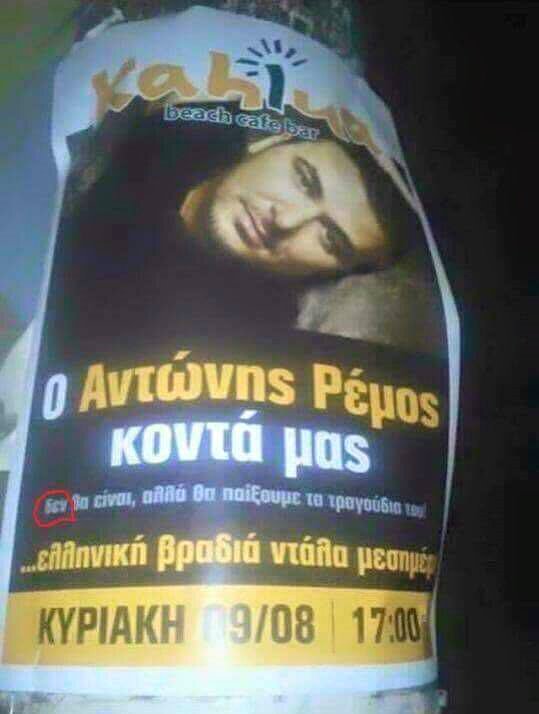 Kahlua
beach cafe bar
Ο Αντώνης Ρέμος
κοντά μας
δεν θα είναι, αλλά θα παίξουμε τα τραγούδια του!
...ελληνική βραδιά ντάλα μεσημέρι
ΚΥΡΙΑΚΗ 09/08 | 17:00